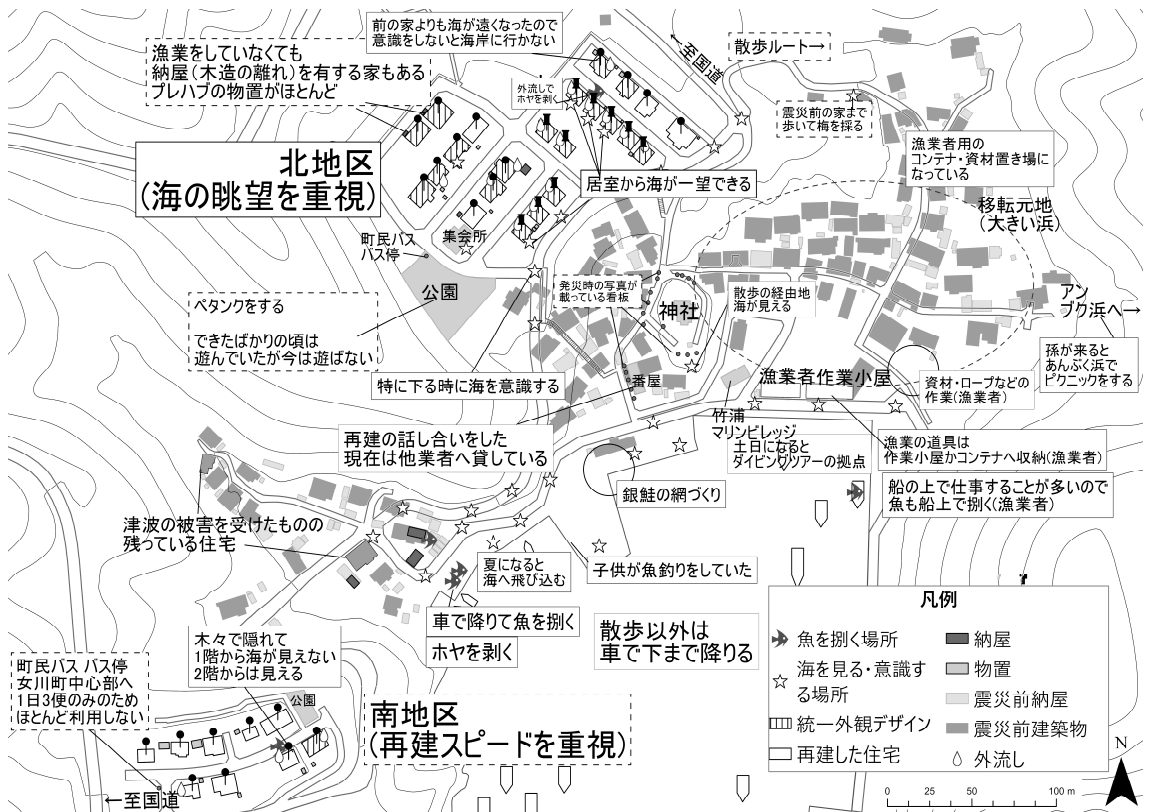 前の家よりも海が遠くなったので
意識をしないと海岸に行かない
←至国道
散歩ルート→
漁業をしていなくても
納屋（木造の離れ）を有する家もある
プレハブの物置がほとんど
外流しで
ホヤを剥く
震災前の家まで
歩いて梅を採る
漁業者用の
コンテナ・資材置き場に
なっている
北地区
（海の眺望を重視）
居室から海が一望できる
移転元地
（大きい浜）
町民バス
バス停
集会所
公園
発災時の写真が
載っている看板
神社
散歩の経由地
海が見える
アン
ブク浜へ→
ペタンクをする
できたばかりの頃は
遊んでいたが今は遊ばない
特に下る時に海を意識する
番屋
漁業者作業小屋
資材・ロープなどの
作業（漁業者）
孫が来ると
あんぶく浜で
ピクニックをする
再建の話し合いをした
現在は他業者へ貸している
竹浦
マリンビレッジ
土日になると
ダイビングツアーの拠点
漁業の道具は
作業小屋かコンテナへ収納（漁業者）
銀鮭の網づくり
船の上で仕事することが多いので
魚も船上で捌く（漁業者）
津波の被害を受けたものの
残っている住宅
夏になると
海へ飛び込む
子供が魚釣りをしていた
車で降りて魚を捌く
ホヤを剥く
散歩以外は
車で下まで降りる
木々で隠れて
1階から海が見えない
2階からは見える
町民バス バス停
女川町中心部へ
1日3便のみのため
ほとんど利用しない
公園
南地区
（再建スピードを重視）
←至国道
凡例
魚を捌く場所
海を見る・意識す
る場所
統一外観デザイン
再建した住宅
納屋
物置
震災前納屋
震災前建築物
外流し
N
0 25 50 100 m